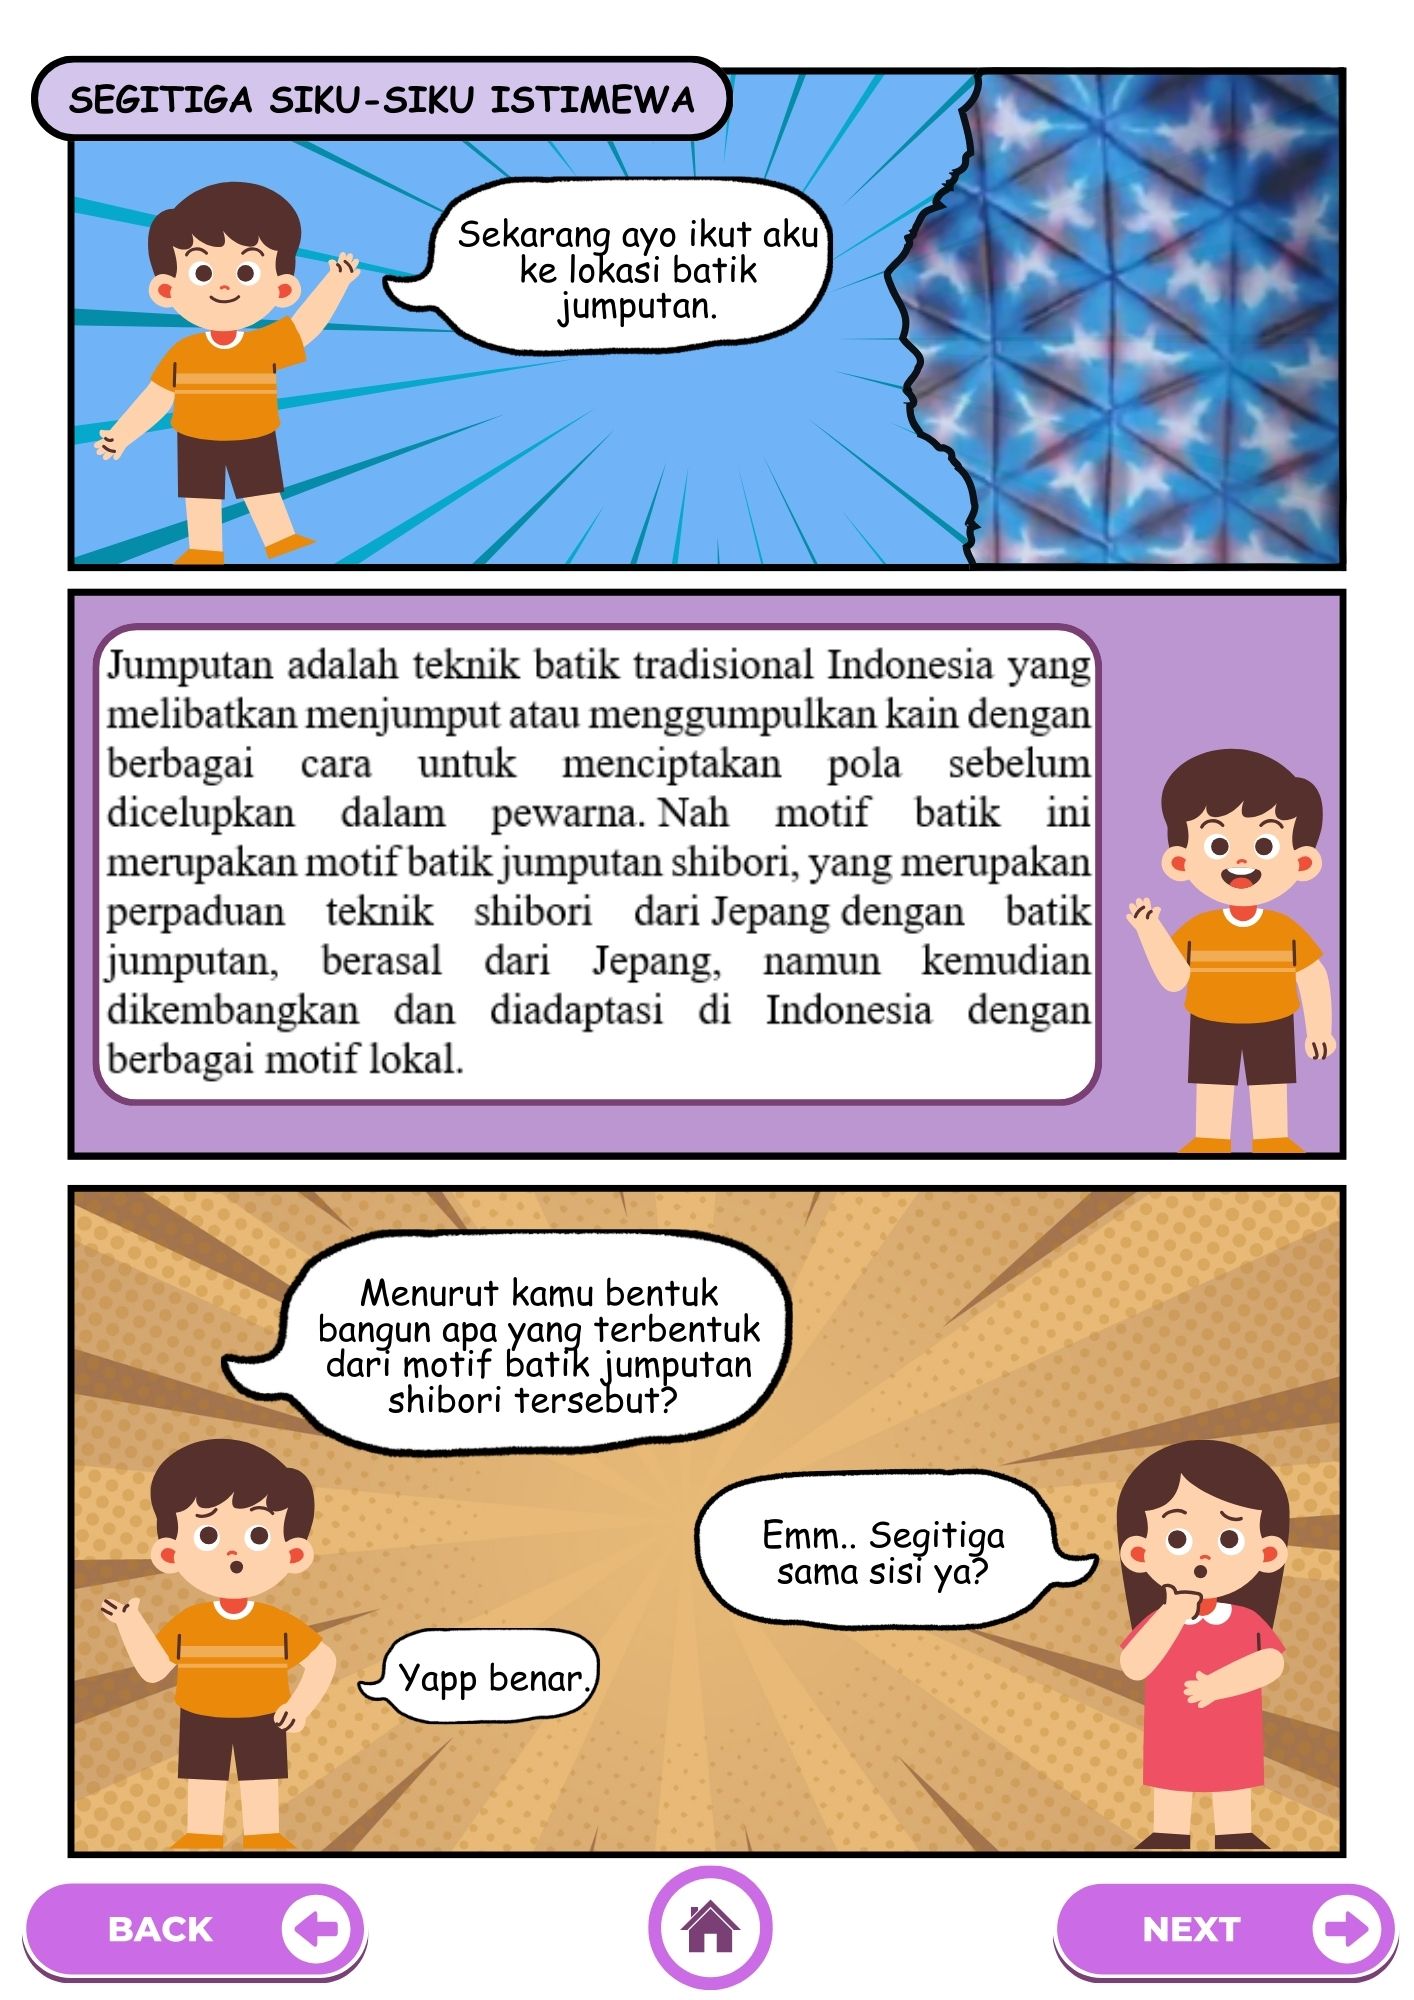 SEGITIGA SIKU-SIKU ISTIMEWA
Sekarang ayo ikut aku
ke lokasi batik
jumputan.
Jumputan adalah teknik batik tradisional Indonesia yang
melibatkan menjumput atau menggumpulkan kain dengan
berbagai cara untuk menciptakan pola sebelum
dicelupkan dalam pewarna. Nah motif batik ini
merupakan motif batik jumputan shibori, yang merupakan
perpaduan teknik shibori dari Jepang dengan batik
jumputan, berasal dari Jepang, namun kemudian
dikembangkan dan diadaptasi di Indonesia dengan
berbagai motif lokal.
Menurut kamu bentuk
bangun apa yang terbentuk
dari motif batik jumputan
shibori tersebut?
Emm.. Segitiga
sama sisi ya?
Yapp benar.
BACK
NEXT